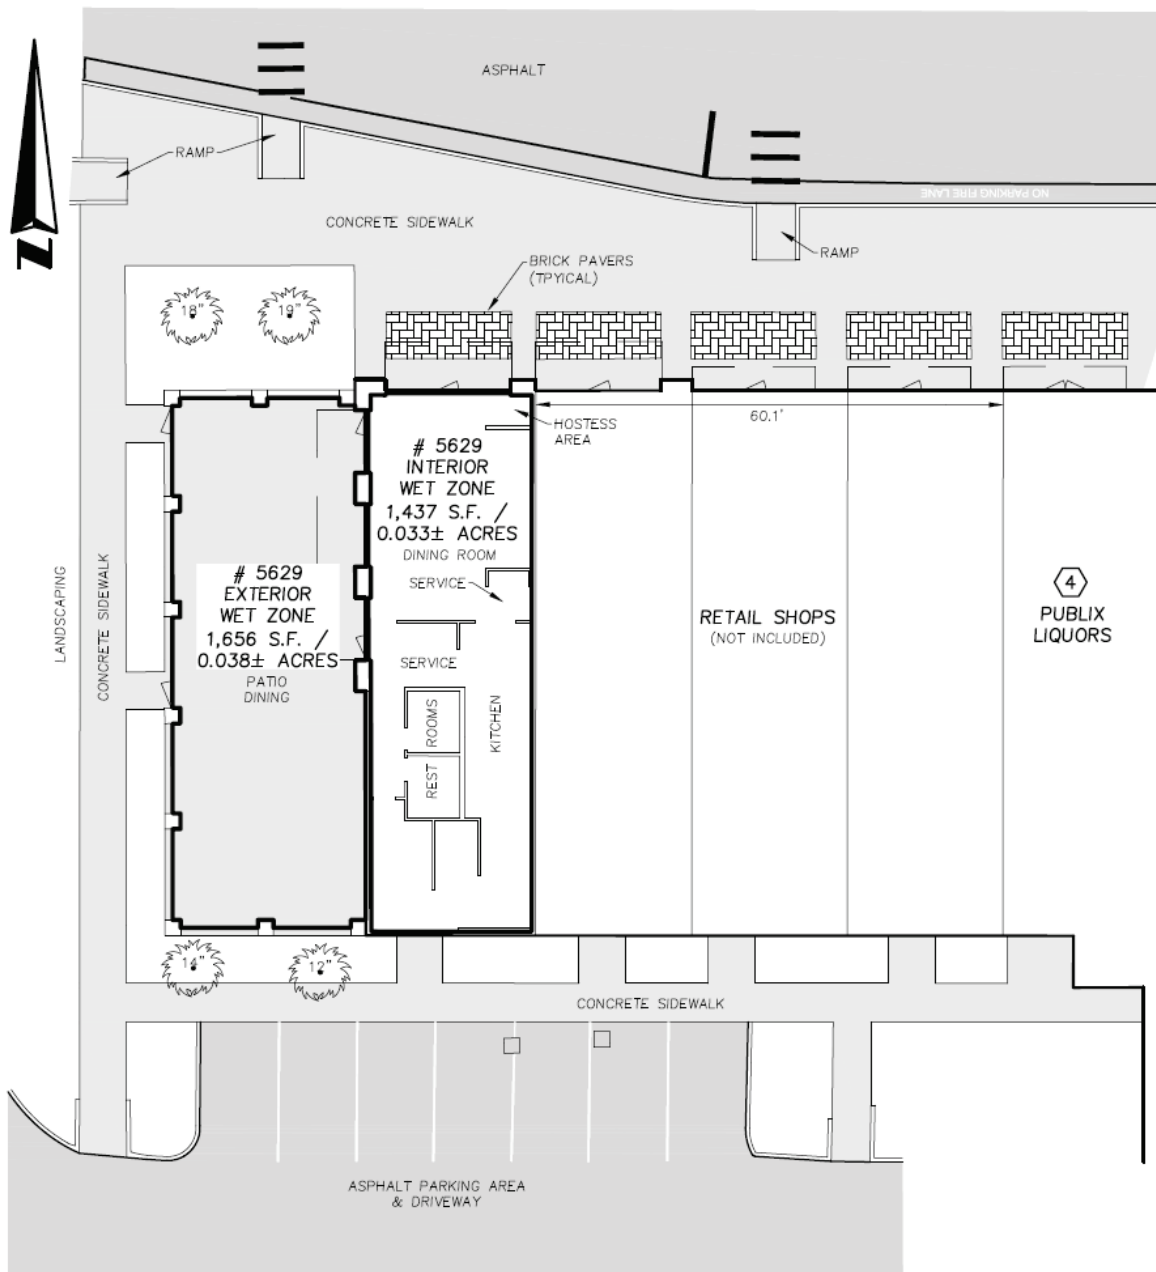 ASPHALT
RAMP
NO PARKING FIRE LANE
CONCRETE SIDEWALK
RAMP
N
BRICK PAVERS
(TPYICAL)
18"
19"
60.1'
HOSTESS
AREA
# 5629
INTERIOR
WET ZONE
1,437 S.F. /
0.033± ACRES
DINING ROOM
SERVICE
# 5629
EXTERIOR
WET ZONE
1,656 S.F. /
0.038± ACRES
PATIO
DINING
LANDSCAPING
CONCRETE SIDEWALK
SERVICE
REST
ROOMS
KITCHEN
RETAIL SHOPS
(NOT INCLUDED)
4
PUBLIX
LIQUORS
14"
12"
CONCRETE SIDEWALK
ASPHALT PARKING AREA
& DRIVEWAY